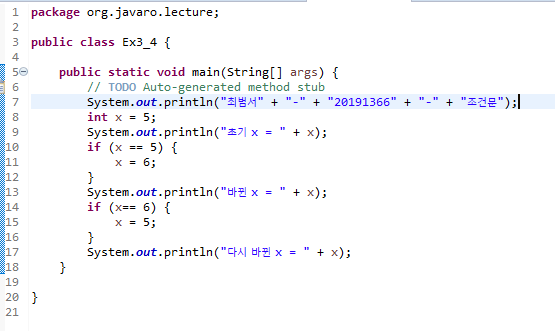 1 package org.javaro.lecture;
2
3 public class Ex3_4 {
4
5 public static void main(String[] args) {
6 // TODO Auto-generated method stub
7 System.out.println("최범서" + "-" + "20191366" + "-" + "조건문");
8 int x = 5;
9 System.out.println("초기 x = " + x);
10 if (x == 5) {
11 x = 6;
12 }
13 System.out.println("바뀐 x = " + x);
14 if (x== 6) {
15 x = 5;
16 }
17 System.out.println("다시 바뀐 x = " + x);
18 }
19
20 }
21